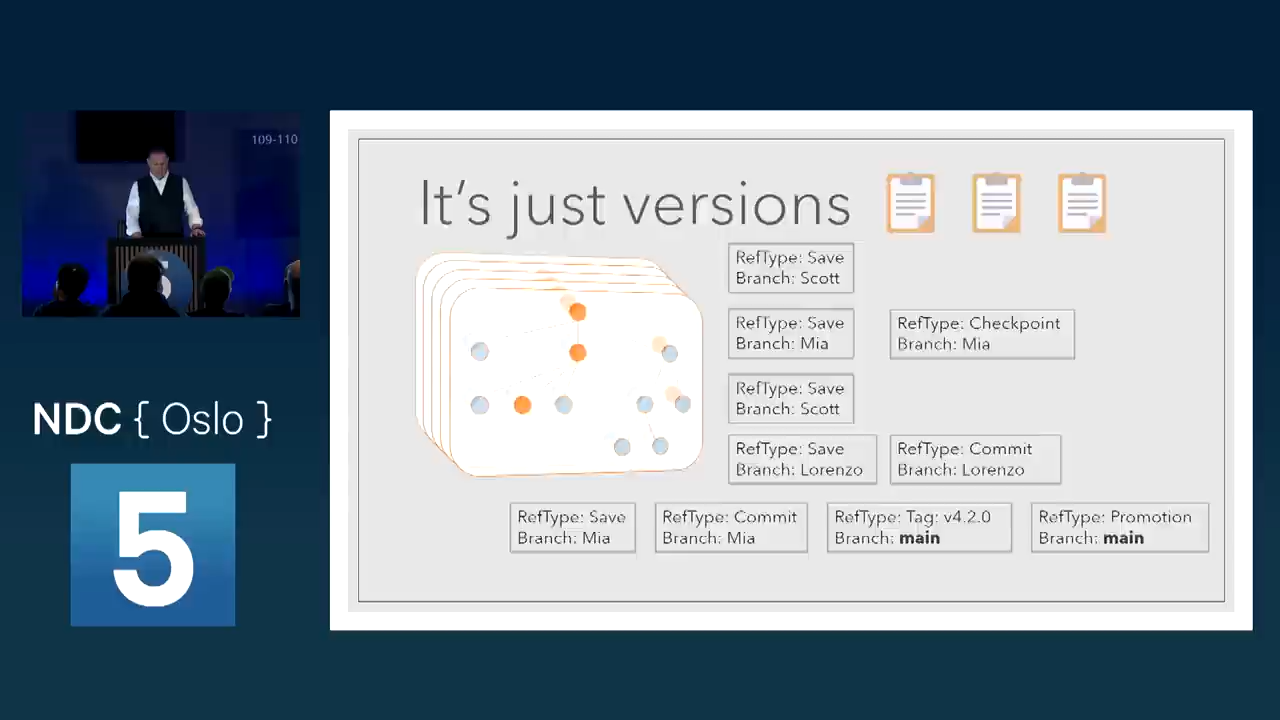 109-110
NDC { Oslo }
5
It's just versions
RefType: Save
Branch: Scott
RefType: Save
Branch: Mia
RefType: Checkpoint
Branch: Mia
RefType: Save
Branch: Scott
RefType: Save
Branch: Lorenzo
RefType: Commit
Branch: Lorenzo
RefType: Save
Branch: Mia
RefType: Commit
Branch: Mia
RefType: Tag: v4.2.0
Branch: main
RefType: Promotion
Branch: main